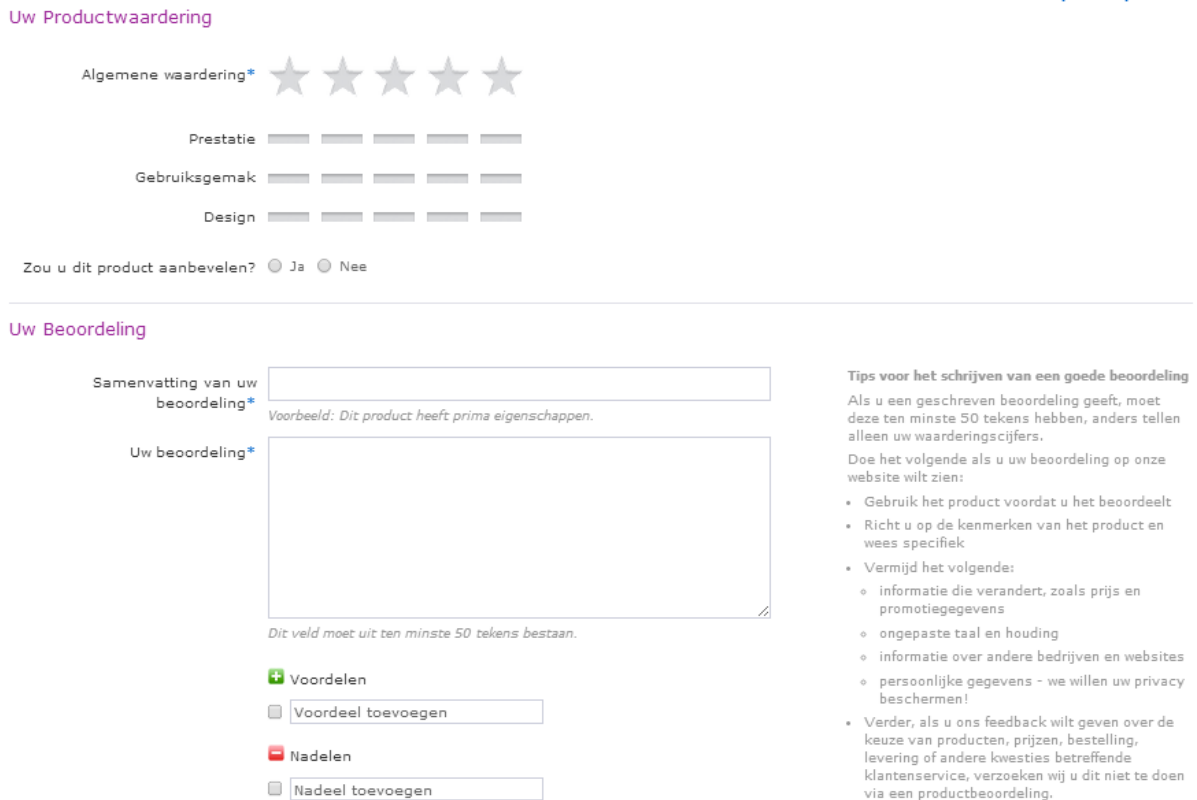 Uw Productwaardering
Algemene waardering*
Prestatie
Gebruiksgemak
Design
Zou u dit product aanbevelen? Ja Nee
Uw Beoordeling
Samenvatting van uw
beoordeling*
Voorbeeld: Dit product heeft prima eigenschappen.
Uw beoordeling*
Dit veld moet uit ten minste 50 tekens bestaan.
Voordelen
Voordeel toevoegen
Nadelen
Nadeel toevoegen
Tips voor het schrijven van een goede beoordeling
Als u een geschreven beoordeling geeft, moet
deze ten minste 50 tekens hebben, anders tellen
alleen uw waarderingscijfers.
Doe het volgende als u uw beoordeling op onze
website wilt zien:
• Gebruik het product voordat u het beoordeelt
• Richt u op de kenmerken van het product en
wees specifiek
• Vermijd het volgende:
◦ informatie die verandert, zoals prijs en
promotiegegevens
◦ ongepaste taal en houding
◦ informatie over andere bedrijven en websites
◦ persoonlijke gegevens - we willen uw privacy
beschermen!
• Verder, als u ons feedback wilt geven over de
keuze van producten, prijzen, bestelling,
levering of andere kwesties betreffende
klantenservice, verzoeken wij u dit niet te doen
via een productbeoordeling.